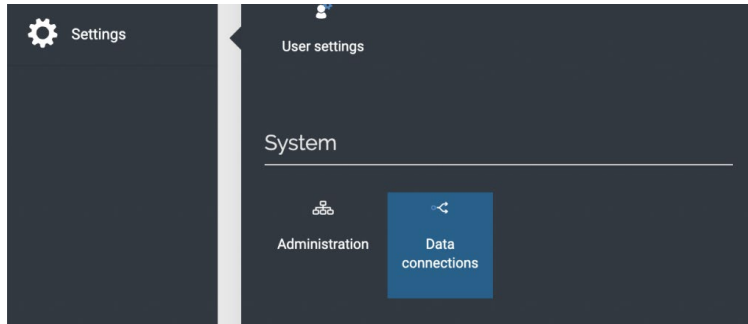 Settings
User settings
System
Administration
Data
connections